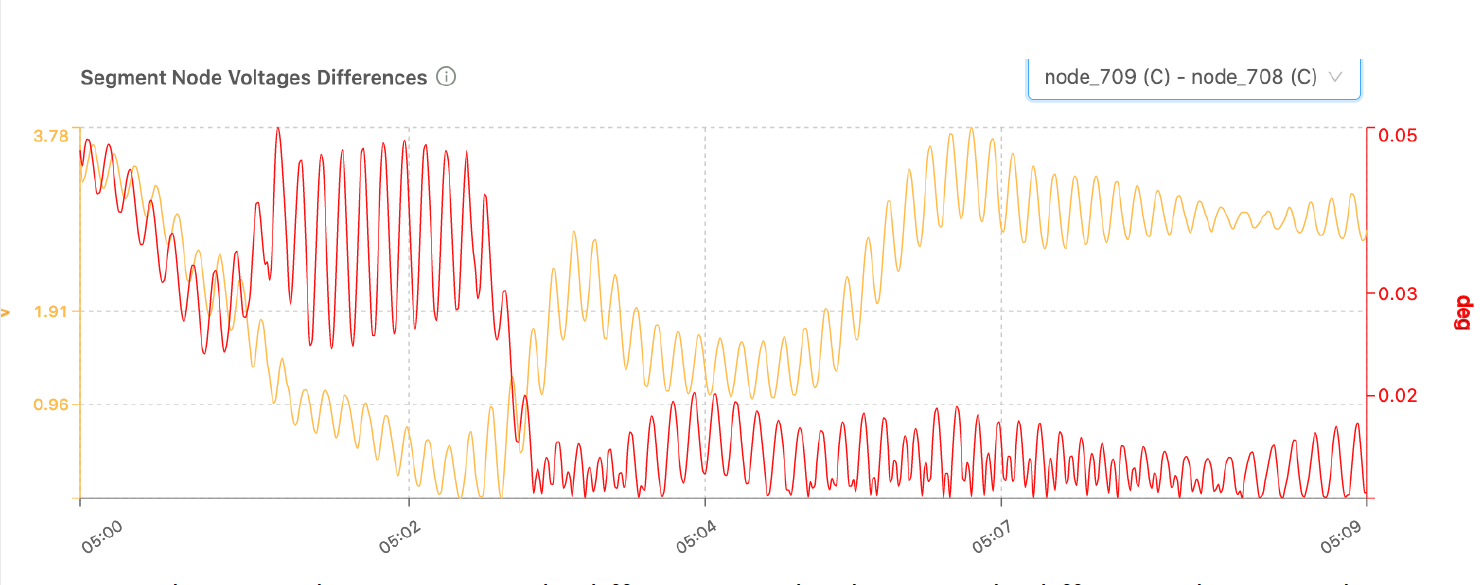 Segment Node Voltages Differences
node_709 (C) - node_708 (C)
3.78
1.91
0.96
v
0.05
0.03
0.02
deg
05:00
05:02
05:04
05:07
05:09